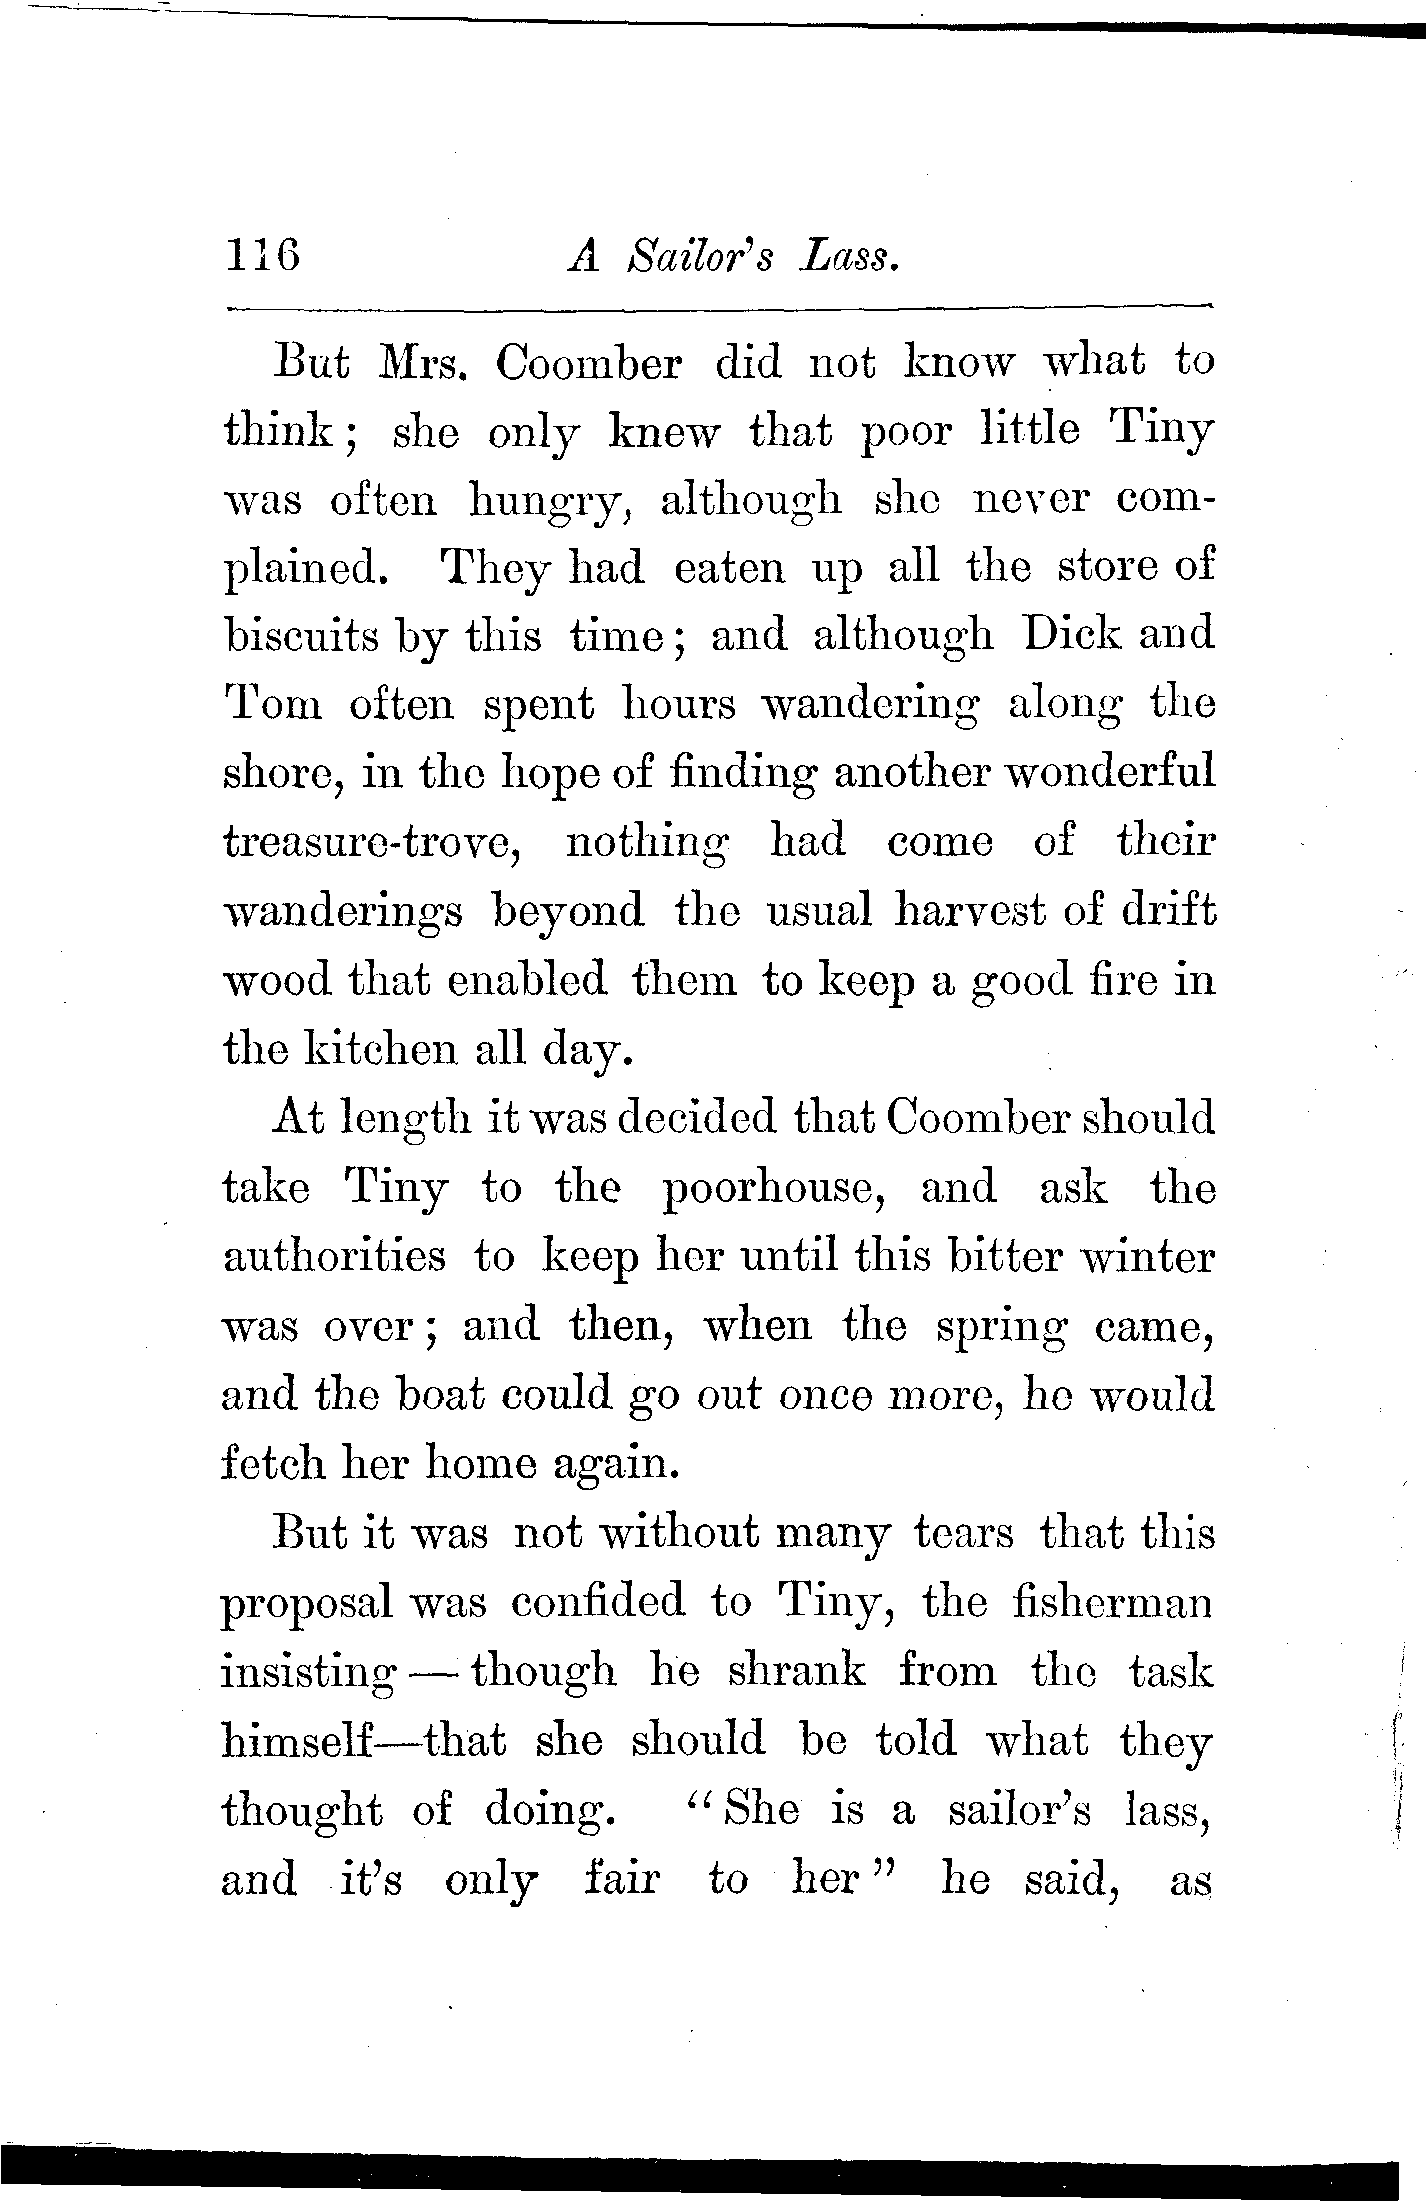 116 A Sailor's Lass.
But Mrs. Coomber did not know what to
think; she only knew that poor little Tiny
was often hungry, although she never com-
plained. They had eaten up all the store of
biscuits by this time; and although Dick and
Tom often spent hours wandering along the
shore, in the hope of finding another wonderful
treasure-trove, nothing had come of their
wanderings beyond the usual harvest of drift
wood that enabled them to keep a good fire in
the kitchen all day.
At length it was decided that Coomber should
take Tiny to the poorhouse, and ask the
authorities to keep her until this bitter winter
was over; and then, when the spring came,
and the boat could go out once more, he would
fetch her home again.
But it was not without many tears that this
proposal was confided to Tiny, the fisherman
insisting — though he shrank from the task
himself—that she should be told what they
thought of doing. "She is a sailor's lass,
and it's only fair to her" he said, as